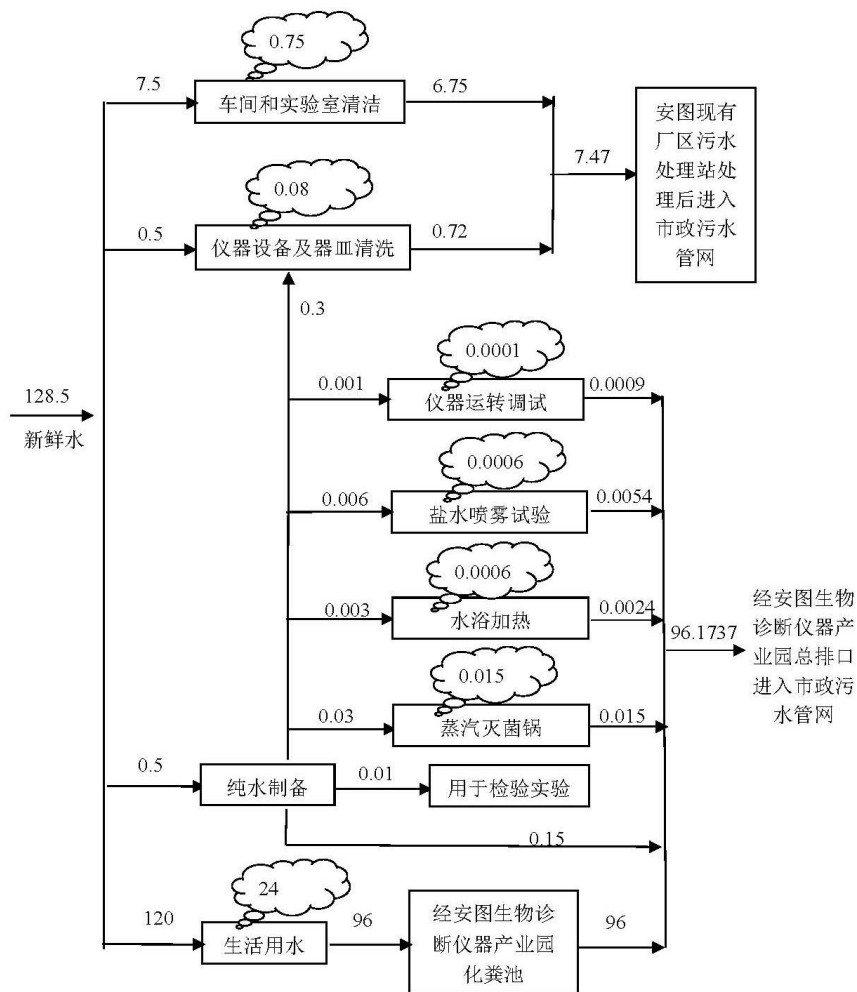 0.75
7.5
车间和实验室清洁
6.75
安图现有
厂区污水
处理站处
理后进入
市政污水
管网
7.47
0.08
0.5
仪器设备及器皿清洗
0.72
0.3
0.0001
0.001
仪器运转调试
0.0009
128.5
新鲜水
0.0006
0.006
盐水喷雾试验
0.0054
0.0006
0.003
水浴加热
0.0024
96.1737
经安图生物
诊断仪器产
业园总排口
进入市政污
水管网
0.015
0.03
蒸汽灭菌锅
0.015
0.5
纯水制备
0.01
用于检验实验
0.15
24
120
生活用水
96
经安图生物诊
断仪器产业园
化粪池
96